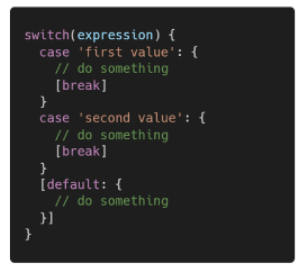 switch(expression) {
  case 'first value': {
    // do something
    [break]
  }
  case 'second value': {
    // do something
    [break]
  }
  [default: {
    // do something
  }]
}